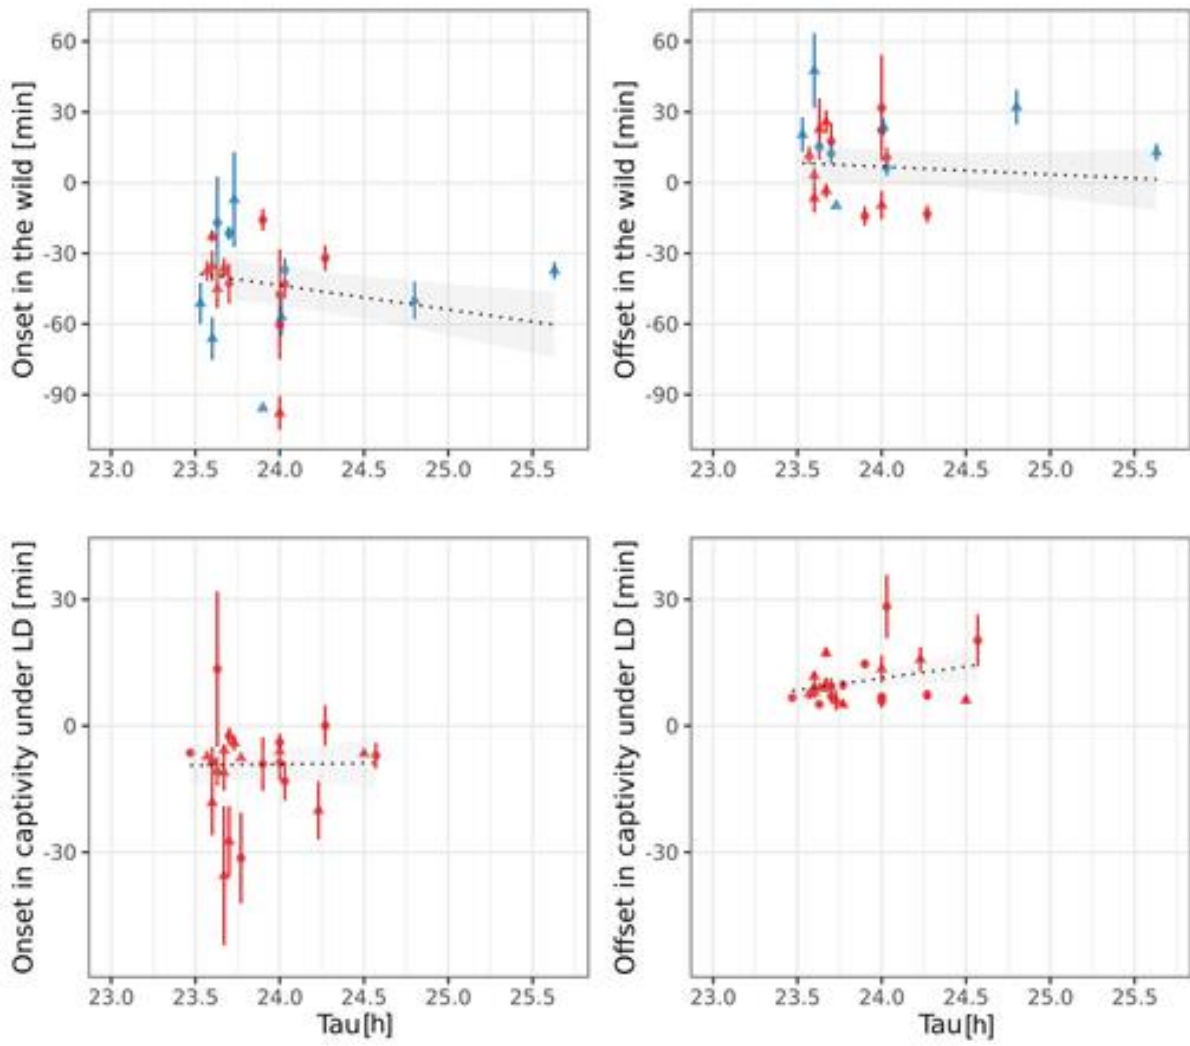 Onset in the wild [min]
60
30
0
-30
-60
-90
23.0 23.5 24.0 24.5 25.0 25.5
Offset in the wild [min]
60
30
0
-30
-60
-90
23.0 23.5 24.0 24.5 25.0 25.5
Onset in captivity under LD [min]
30
0
-30
23.0 23.5 24.0 24.5 25.0 25.5
Tau[h]
Offset in captivity under LD [min]
30
0
-30
23.0 23.5 24.0 24.5 25.0 25.5
Tau[h]